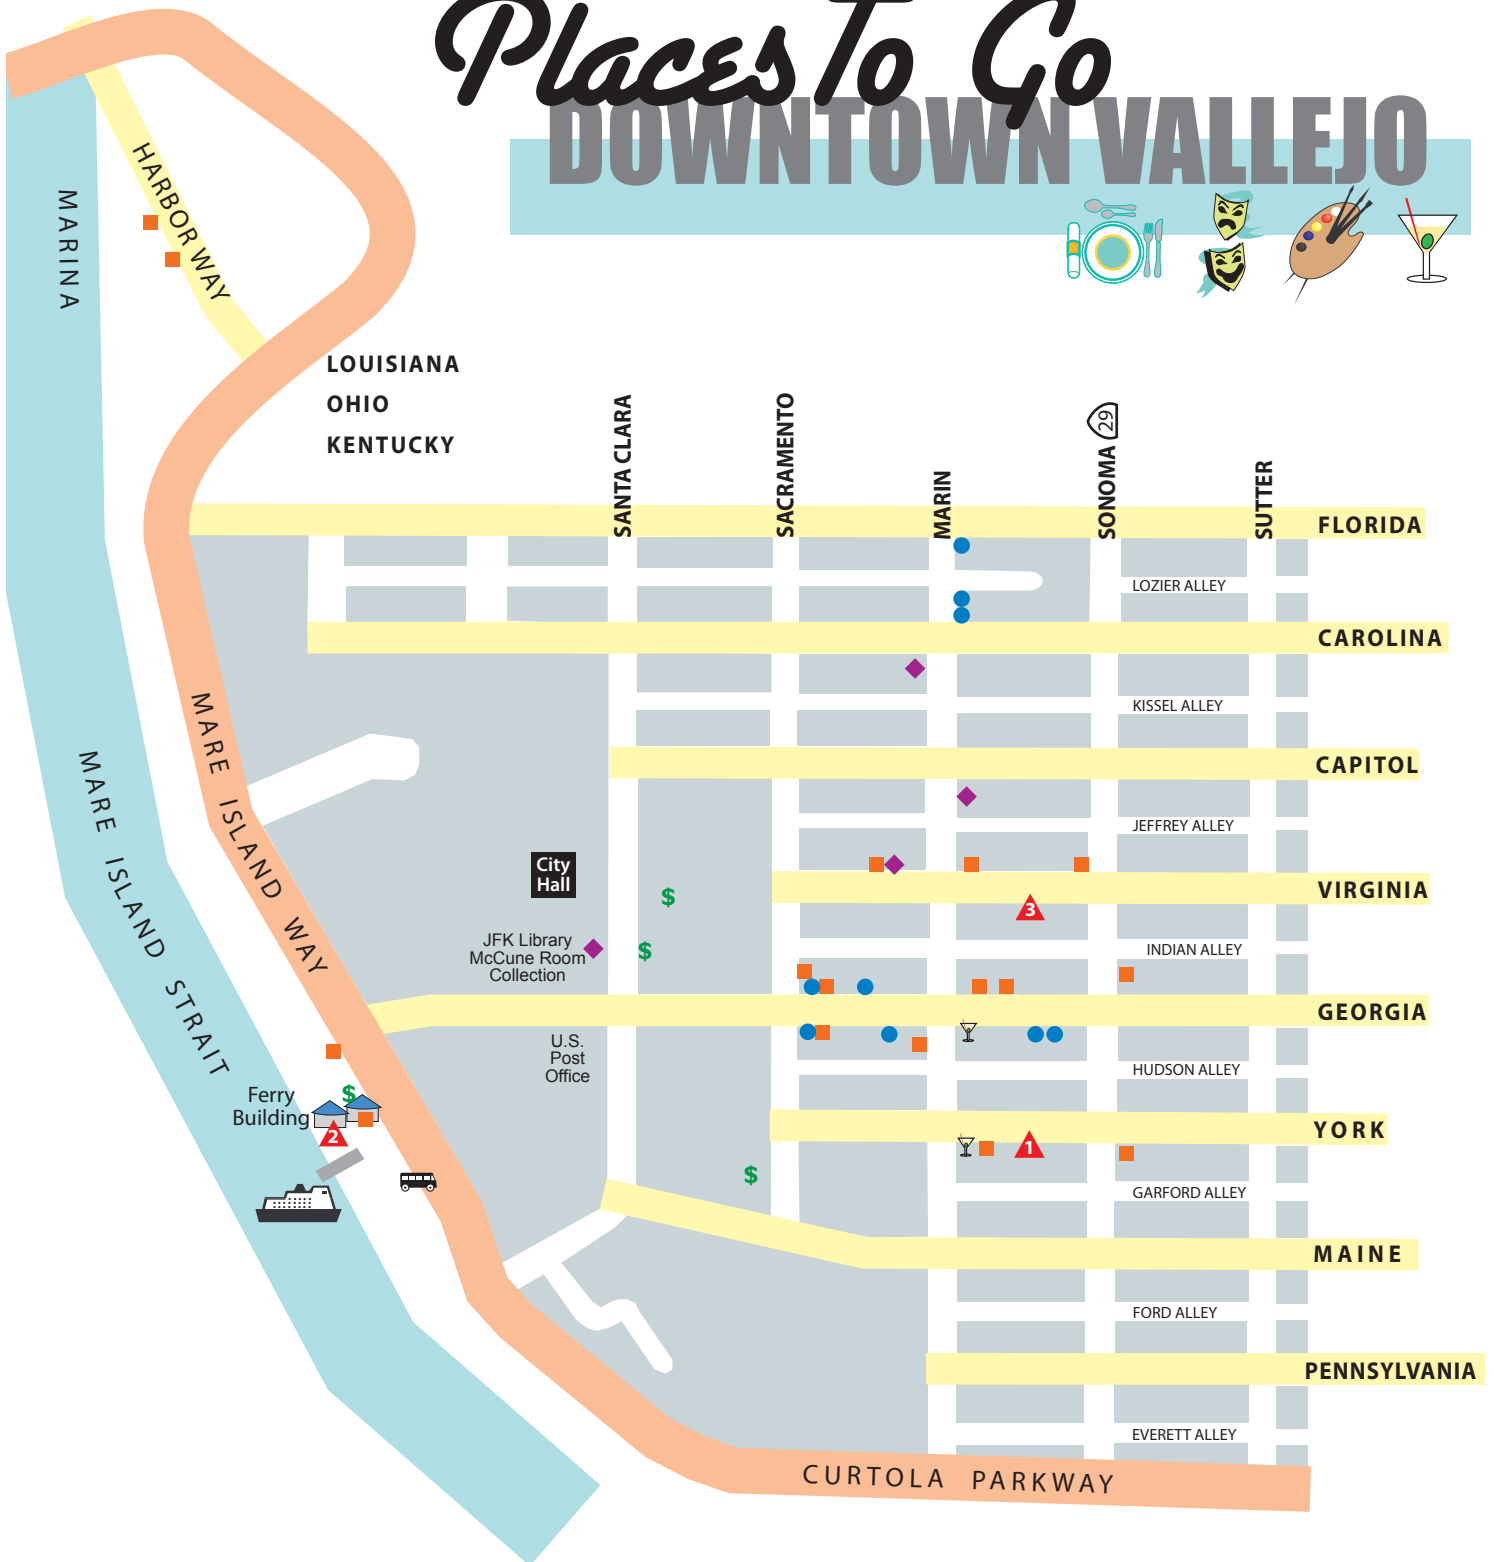 Places To Go
DOWNTOWN VALLEJO
HARBOR WAY
MARINA
LOUISIANA
OHIO
KENTUCKY
SANTA CLARA
SACRAMENTO
MARIN
SONOMA
29
SUTTER
FLORIDA
LOZIER ALLEY
CAROLINA
KISSEL ALLEY
CAPITOL
JEFFREY ALLEY
MARE ISLAND WAY
MARE ISLAND STRAIT
City
Hall
$
VIRGINIA
3
JFK Library
McCune Room
Collection
$
INDIAN ALLEY
GEORGIA
U.S.
Post
Office
HUDSON ALLEY
$
Ferry
Building
2
YORK
1
$
GARFORD ALLEY
MAINE
FORD ALLEY
PENNSYLVANIA
EVERETT ALLEY
CURTOLA PARKWAY